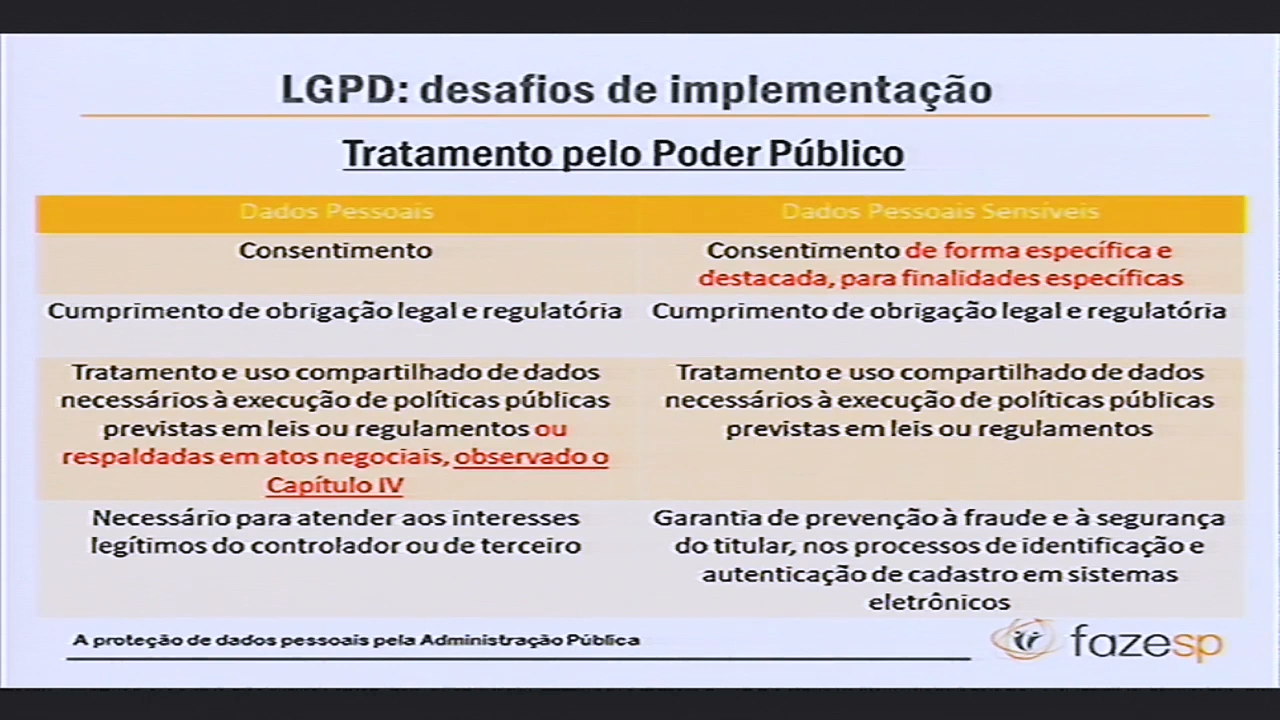 LGPD: desafios de implementação
Tratamento pelo Poder Público
Dados Pessoais
Dados Pessoais Sensíveis
Consentimento
Consentimento de forma específica e
destacada, para finalidades específicas
Cumprimento de obrigação legal e regulatória
Cumprimento de obrigação legal e regulatória
Tratamento e uso compartilhado de dados
necessários à execução de políticas públicas
previstas em leis ou regulamentos ou
respaldadas em atos negociais, observado o
Capítulo IV
Tratamento e uso compartilhado de dados
necessários à execução de políticas públicas
previstas em leis ou regulamentos
Necessário para atender aos interesses
legítimos do controlador ou de terceiro
Garantia de prevenção à fraude e à segurança
do titular, nos processos de identificação e
autenticação de cadastro em sistemas
eletrônicos
A proteção de dados pessoais pela Administração Pública
fazesp